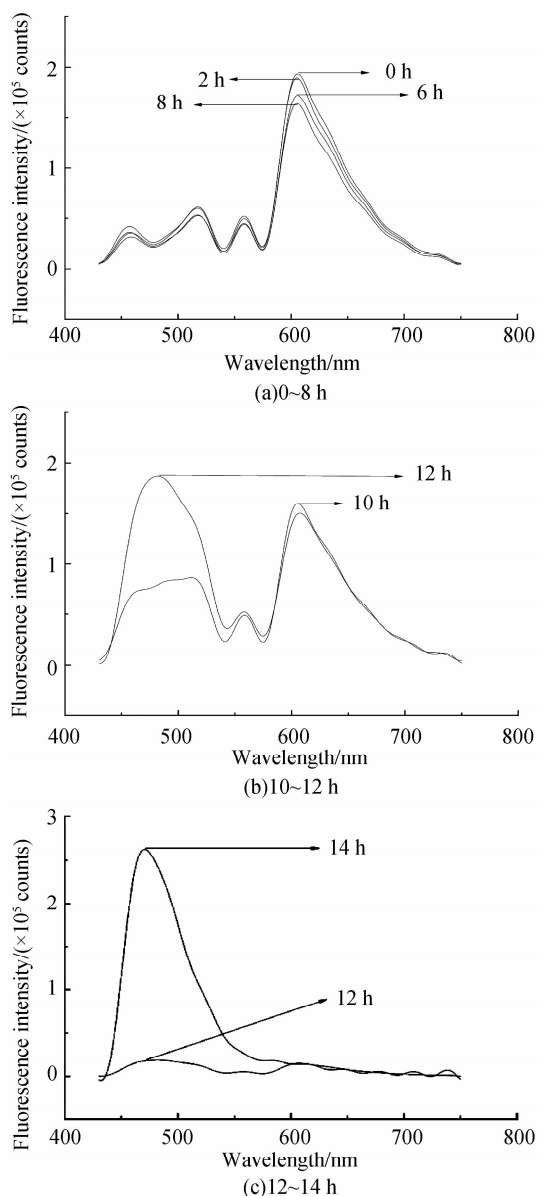 Fluorescence intensity/(×10⁵ counts)
2
1
0
0 h
2 h
6 h
8 h
400 500 600 700 800
Wavelength/nm
(a)0~8 h
Fluorescence intensity/(×10⁵ counts)
2
1
0
12 h
10 h
400 500 600 700 800
Wavelength/nm
(b)10~12 h
Fluorescence intensity/(×10⁵ counts)
3
2
1
0
14 h
12 h
400 500 600 700 800
Wavelength/nm
(c)12~14 h